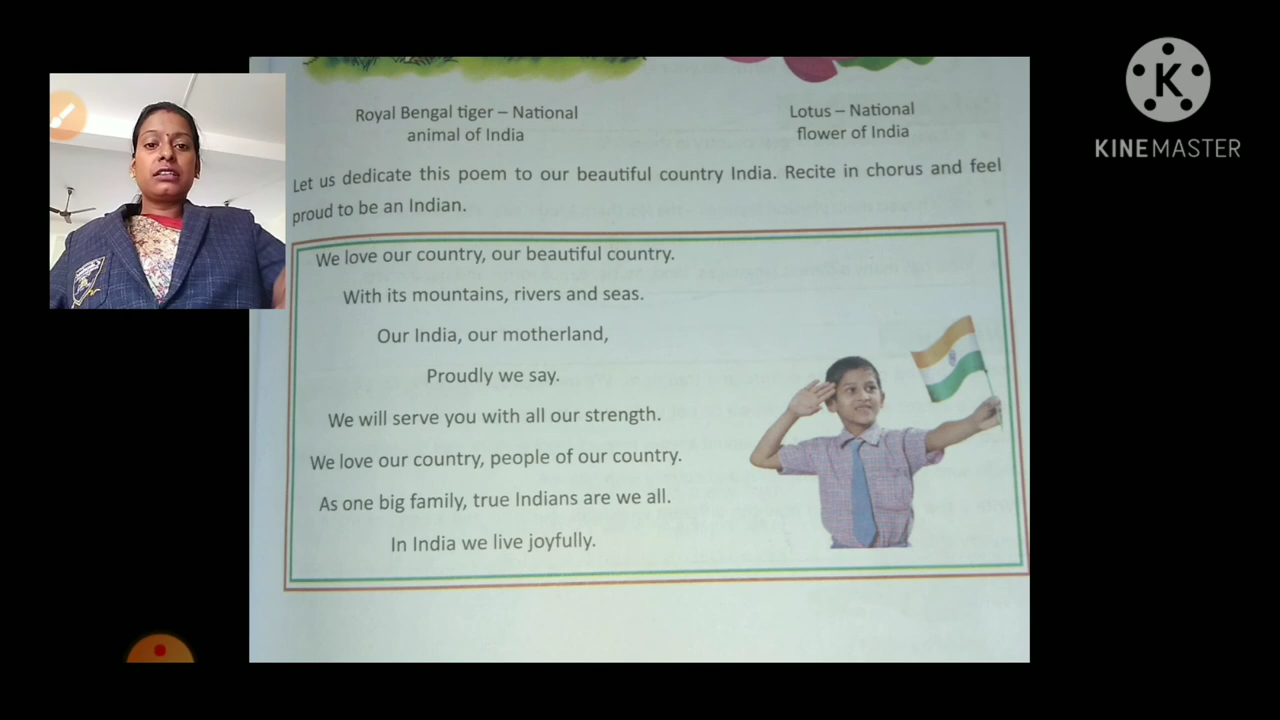 KINEMASTER
Royal Bengal tiger – National
animal of India
Lotus – National
flower of India
Let us dedicate this poem to our beautiful country India. Recite in chorus and feel
proud to be an Indian.
We love our country, our beautiful country.
With its mountains, rivers and seas.
Our India, our motherland,
Proudly we say.
We will serve you with all our strength.
We love our country, people of our country.
As one big family, true Indians are we all.
In India we live joyfully.